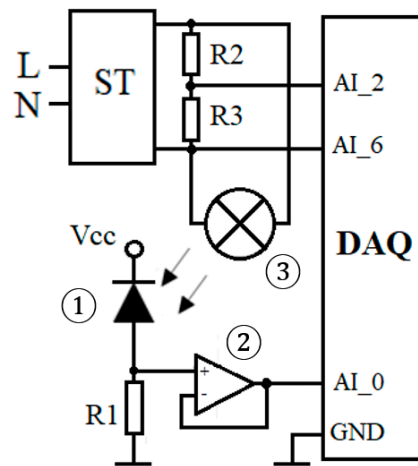 L
N
ST
R2
R3
AI_2
AI_6
DAQ
Vcc
①
②
③
+
-
R1
AI_0
GND